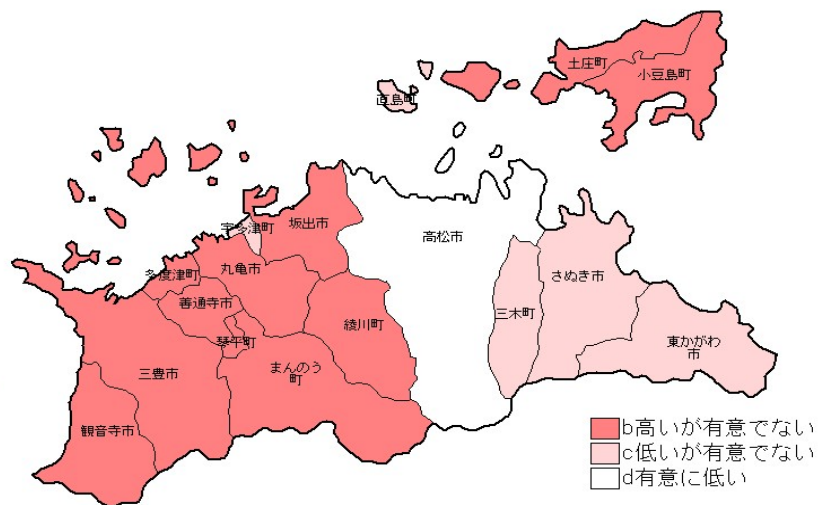 土庄町
小豆島町
直島町
宇多津町
坂出市
高松市
多度津町
丸亀市
さぬき市
善通寺市
三木町
綾川町
琴平町
東かがわ
市
まんのう
町
三豊市
観音寺市
b高いが有意でない
c低いが有意でない
d有意に低い